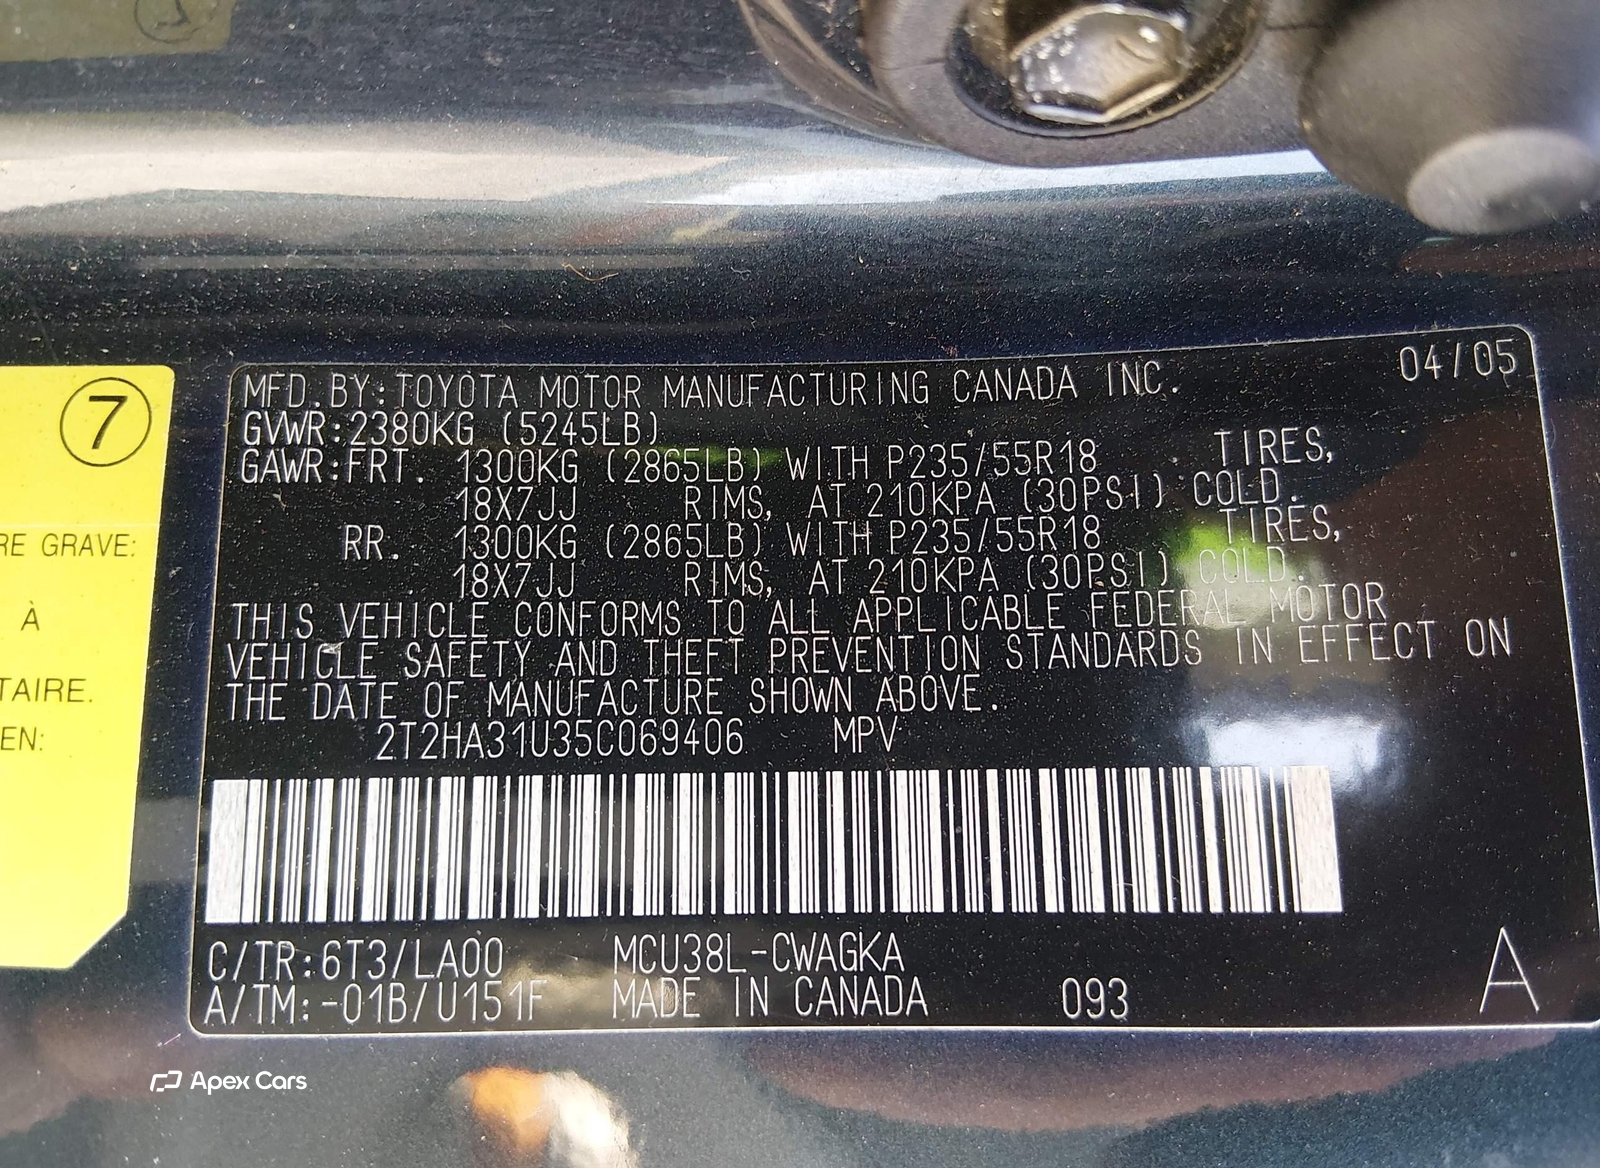 7
RE GRAVE:
À
TAIRE.
EN:
MFD.BY:TOYOTA MOTOR MANUFACTURING CANADA INC. 04/05
GVWR:2380KG (5245LB)
GAWR:FRT. 1300KG (2865LB) WITH P235/55R18 TIRES,
18X7JJ RIMS, AT 210KPA (30PSI) COLD.
RR. 1300KG (2865LB) WITH P235/55R18 TIRES,
18X7JJ RIMS, AT 210KPA (30PSI) COLD.
THIS VEHICLE CONFORMS TO ALL APPLICABLE FEDERAL MOTOR
VEHICLE SAFETY AND THEFT PREVENTION STANDARDS IN EFFECT ON
THE DATE OF MANUFACTURE SHOWN ABOVE.
2T2HA31U35C069406 MPV
C/TR:6T3/LA00 MCU38L-CWAGKA
A/TM:-01B/U151F MADE IN CANADA 093 A
Apex Cars